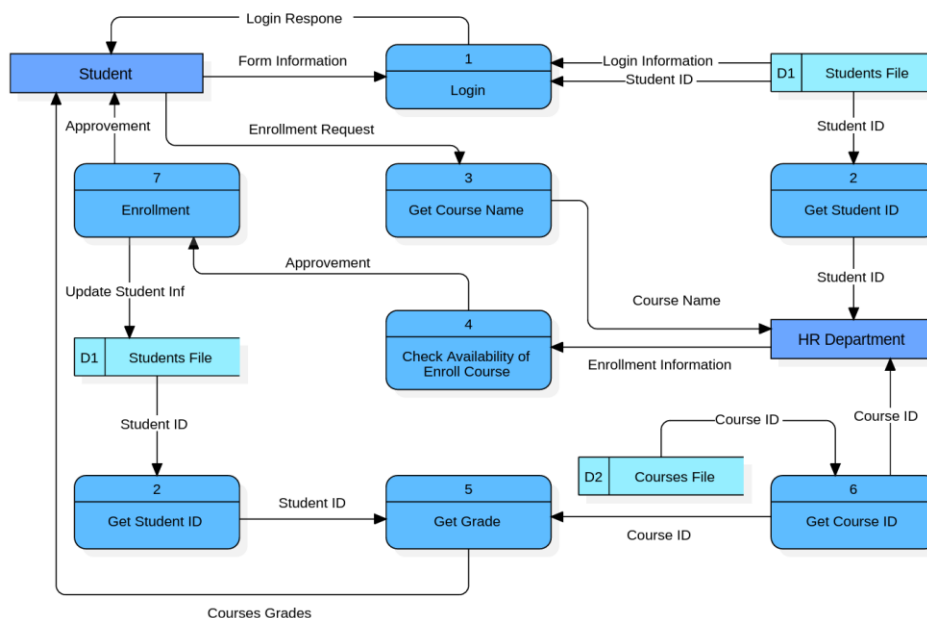 Login Respone
1
Login
Student
Form Information
Login Information
Student ID
D1
Students File
Approvement
Enrollment Request
Student ID
7
Enrollment
3
Get Course Name
2
Get Student ID
Approvement
Student ID
Update Student Inf
Course Name
4
Check Availability of
Enroll Course
HR Department
D1
Students File
Enrollment Information
Student ID
Course ID
Course ID
D2
Courses File
2
Get Student ID
Student ID
5
Get Grade
6
Get Course ID
Course ID
Courses Grades